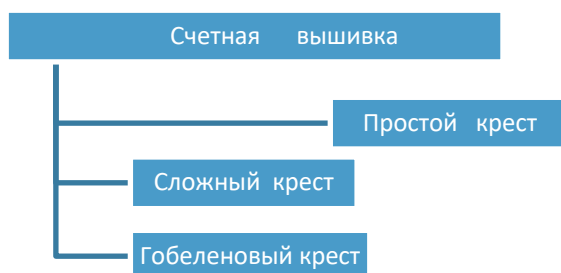 Счетная вышивка
Простой крест
Сложный крест
Гобеленовый крест